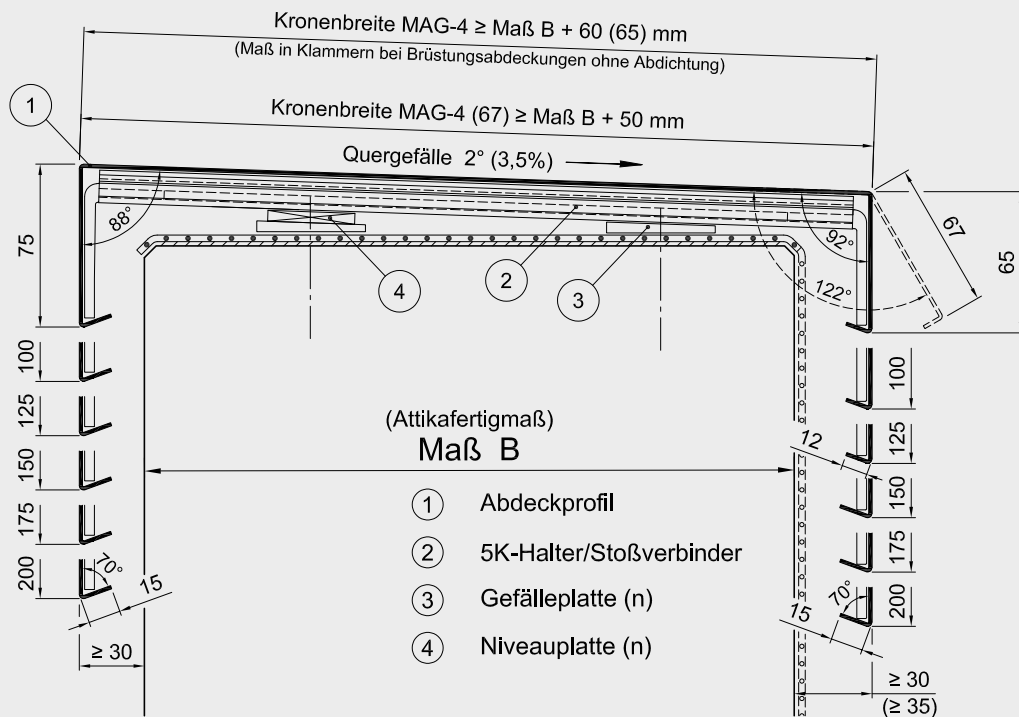 Kronenbreite MAG-4 ≥ Maß B + 60 (65) mm
(Maß in Klammern bei Brüstungsabdeckungen ohne Abdichtung)
1
Kronenbreite MAG-4 (67) ≥ Maß B + 50 mm
Quergefälle 2° (3,5%)
75
88°
92°
122°
67
65
4
2
3
100
125
150
175
200
70°
15
≥ 30
100
12
125
150
175
200
70°
15
≥ 30
(≥ 35)
(Attikafertigmaß)
Maß B
1 Abdeckprofil
2 5K-Halter/Stoßverbinder
3 Gefälleplatte (n)
4 Niveauplatte (n)